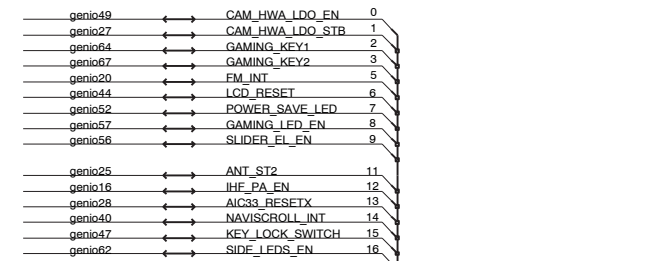 genio49 CAM_HWA_LDO_EN 0
genio27 CAM_HWA_LDO_STB 1
genio64 GAMING_KEY1 2
genio67 GAMING_KEY2 3
genio20 FM_INT 5
genio44 LCD_RESET 6
genio52 POWER_SAVE_LED 7
genio57 GAMING_LED_EN 8
genio56 SLIDER_EL_EN 9
genio25 ANT_ST2 11
genio16 IHF_PA_EN 12
genio28 AIC33_RESETX 13
genio40 NAVISCROLL_INT 14
genio47 KEY_LOCK_SWITCH 15
genio62 SIDE_LEDS_EN 16